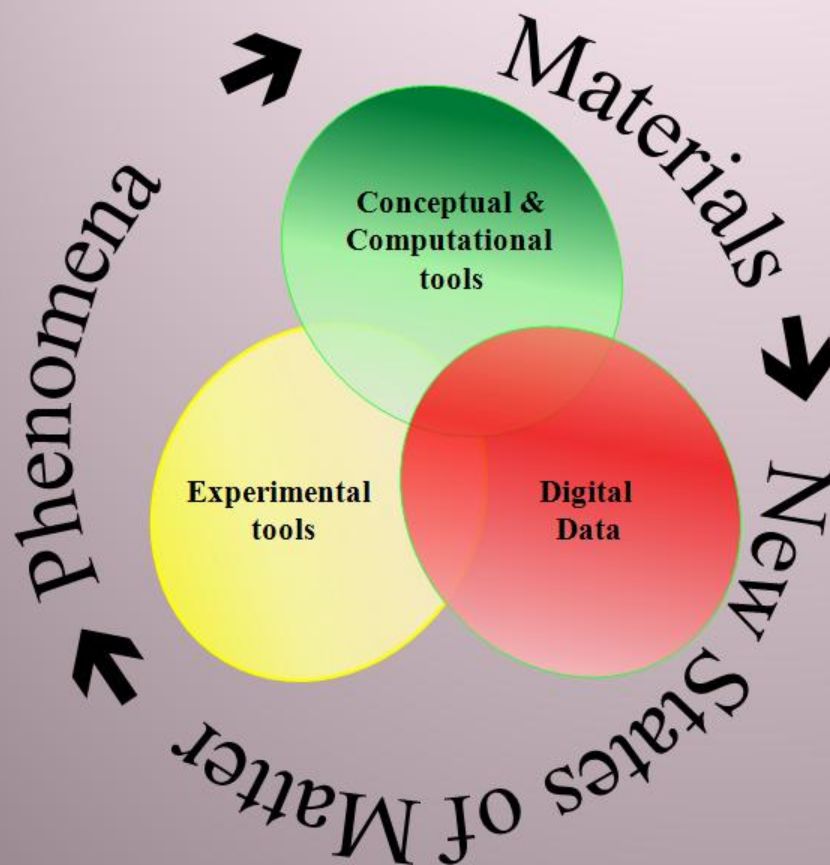 Materials
New States of Matter
Phenomena
Conceptual &
Computational
tools
Experimental
tools
Digital
Data